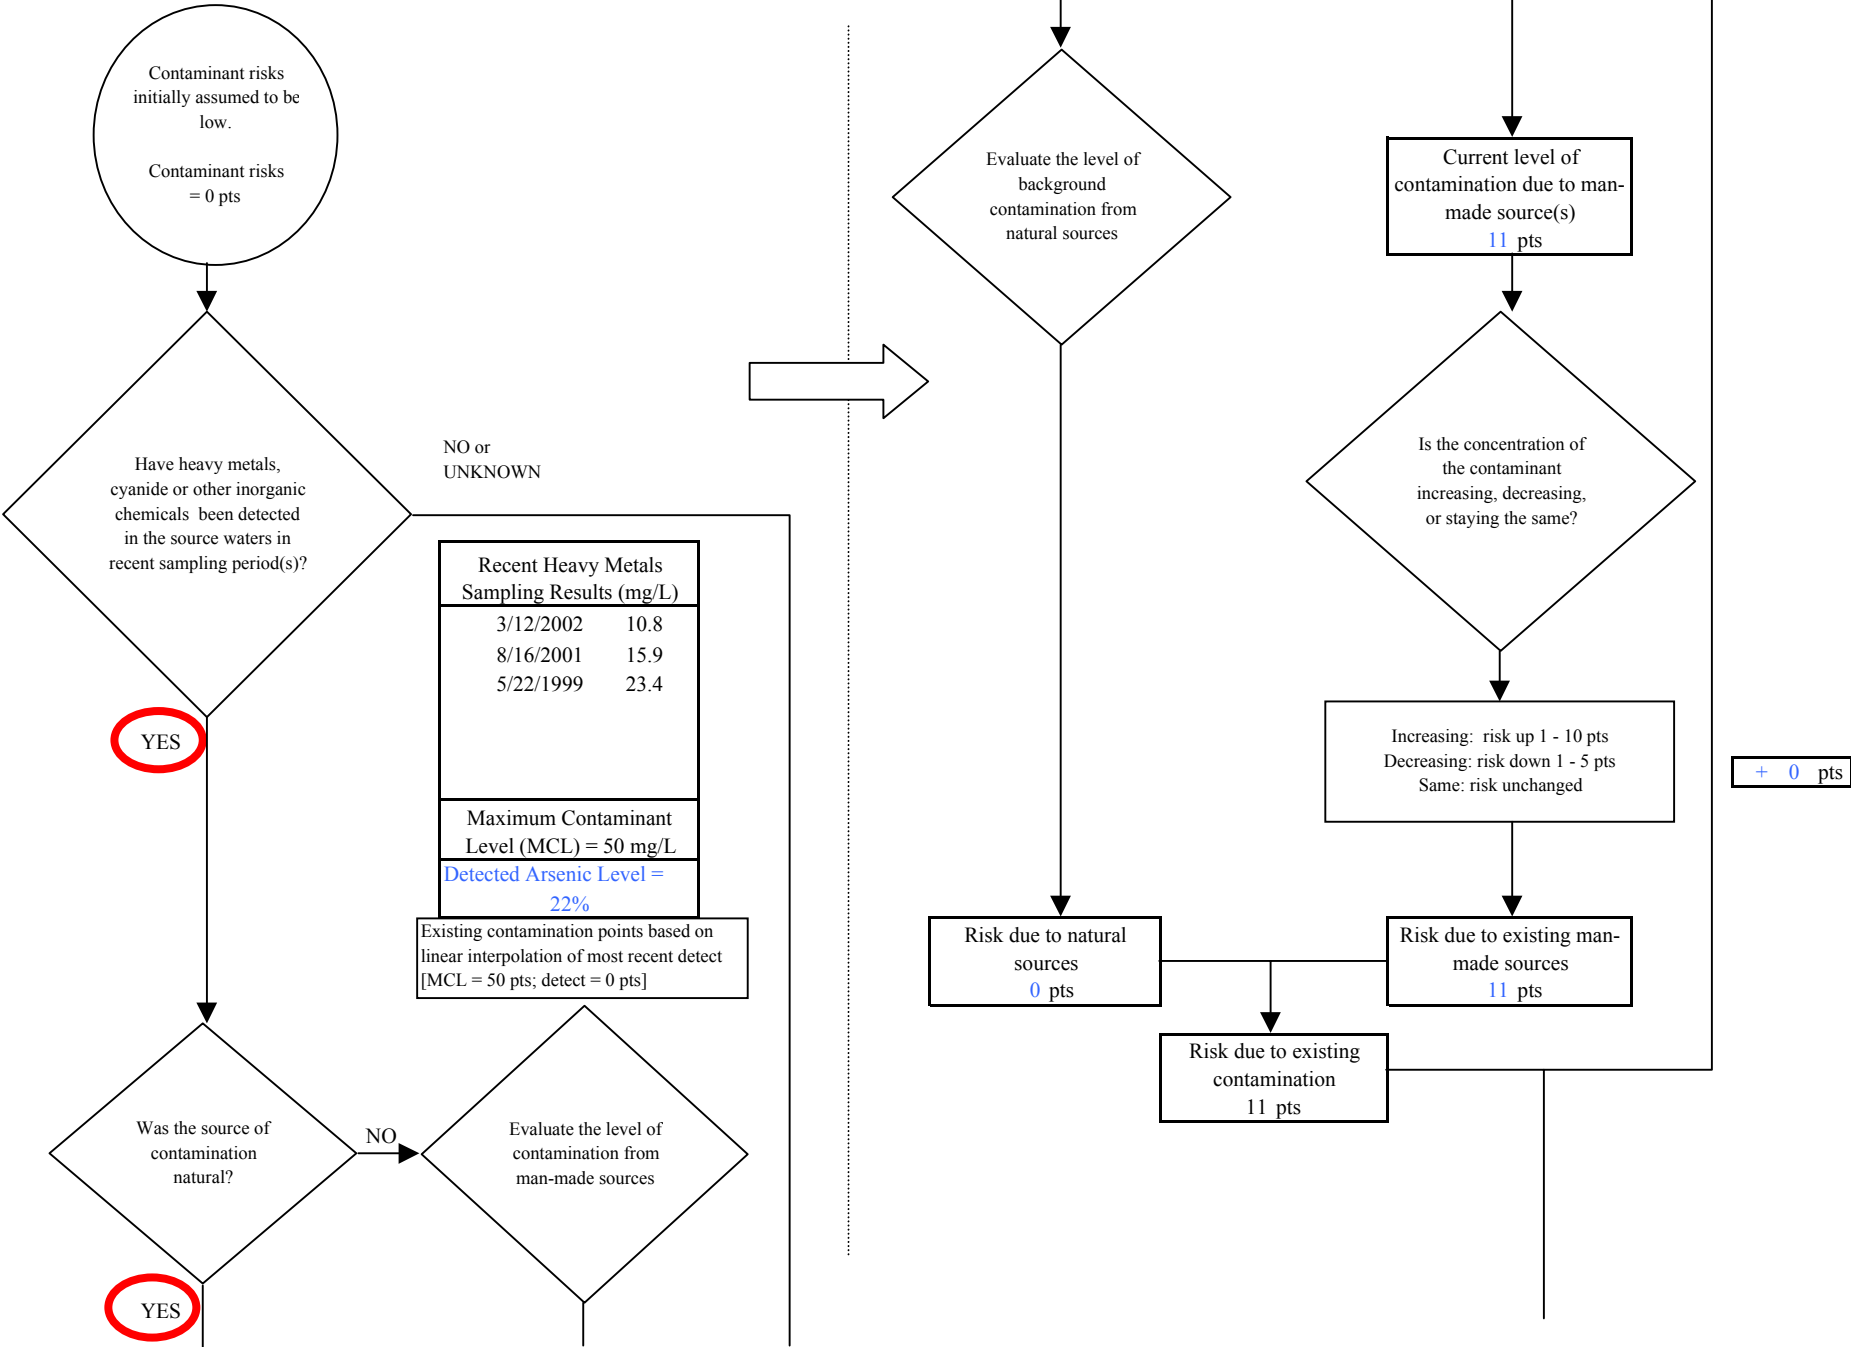 Contaminant risks
initially assumed to be
low.
Contaminant risks
= 0 pts
Have heavy metals,
cyanide or other inorganic
chemicals  been detected
in the source waters in
recent sampling period(s)?
NO or
UNKNOWN
YES
Recent Heavy Metals
Sampling Results (mg/L)
3/12/2002 10.8
8/16/2001 15.9
5/22/1999 23.4
Maximum Contaminant
Level (MCL) = 50 mg/L
Detected Arsenic Level =
22%
Existing contamination points based on
linear interpolation of most recent detect
[MCL = 50 pts; detect = 0 pts]
Was the source of
contamination
natural?
NO
YES
Evaluate the level of
contamination from
man-made sources
Evaluate the level of
background
contamination from
natural sources
Current level of
contamination due to man-
made source(s)
11 pts
Is the concentration of
the contaminant
increasing, decreasing,
or staying the same?
Increasing:  risk up 1 - 10 pts
Decreasing: risk down 1 - 5 pts
Same: risk unchanged
+ 0 pts
Risk due to natural
sources
0 pts
Risk due to existing man-
made sources
11 pts
Risk due to existing
contamination
11 pts